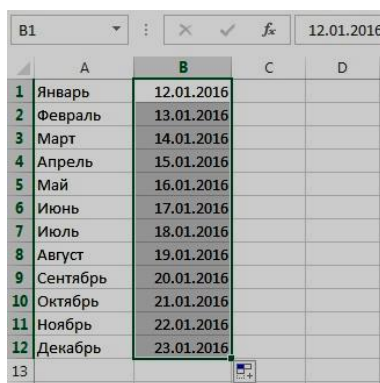 B1 fx 12.01.2016
A B C D
1 Январь 12.01.2016
2 Февраль 13.01.2016
3 Март 14.01.2016
4 Апрель 15.01.2016
5 Май 16.01.2016
6 Июнь 17.01.2016
7 Июль 18.01.2016
8 Август 19.01.2016
9 Сентябрь 20.01.2016
10 Октябрь 21.01.2016
11 Ноябрь 22.01.2016
12 Декабрь 23.01.2016
13